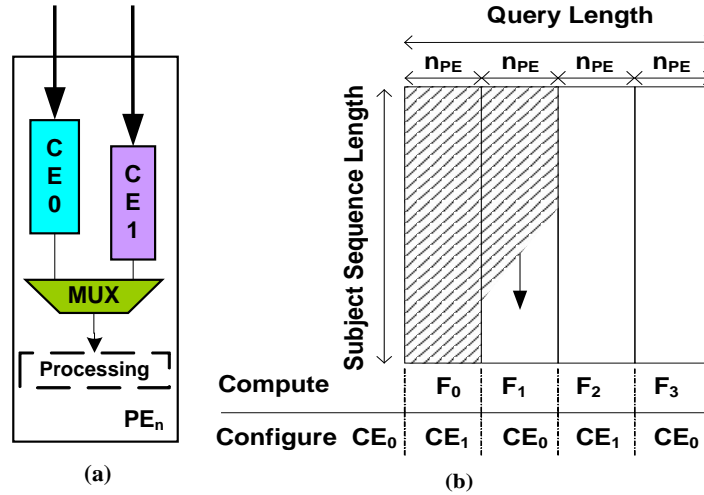 C
E
0
C
E
1
MUX
Processing
PEn
(a)
Query Length
nPE nPE nPE nPE
Subject Sequence Length
Compute F0 F1 F2 F3
Configure CE0 CE1 CE0 CE1 CE0
(b)